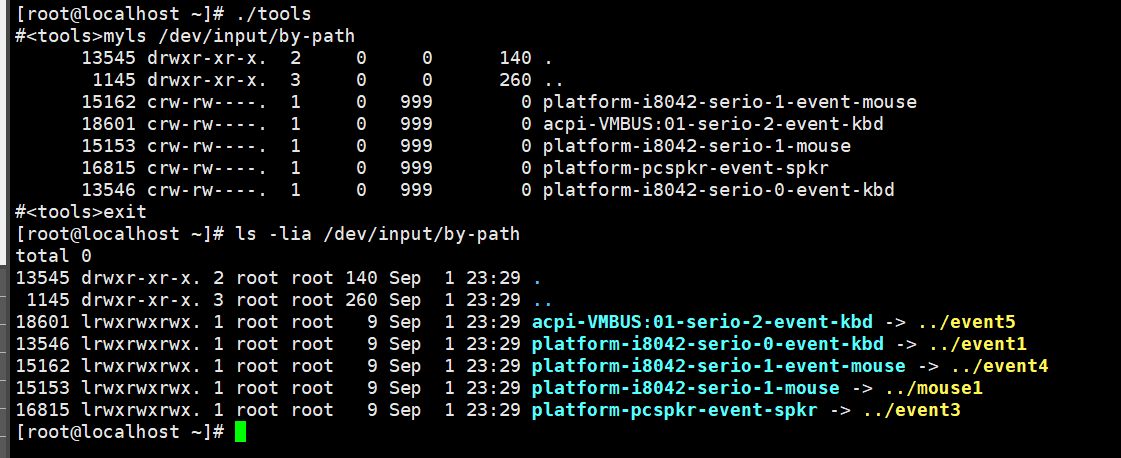 [root@localhost ~]# ./tools
#<tools>myls /dev/input/by-path
      13545 drwxr-xr-x.  2     0     0      140 .
       1145 drwxr-xr-x.  3     0     0      260 ..
      15162 crw-rw----.  1     0   999        0 platform-i8042-serio-1-event-mouse
      18601 crw-rw----.  1     0   999        0 acpi-VMBUS:01-serio-2-event-kbd
      15153 crw-rw----.  1     0   999        0 platform-i8042-serio-1-mouse
      16815 crw-rw----.  1     0   999        0 platform-pcspkr-event-spkr
      13546 crw-rw----.  1     0   999        0 platform-i8042-serio-0-event-kbd
#<tools>exit
[root@localhost ~]# ls -lia /dev/input/by-path
total 0
13545 drwxr-xr-x. 2 root root 140 Sep  1 23:29 .
 1145 drwxr-xr-x. 3 root root 260 Sep  1 23:29 ..
18601 lrwxrwxrwx. 1 root root   9 Sep  1 23:29 acpi-VMBUS:01-serio-2-event-kbd -> ../event5
13546 lrwxrwxrwx. 1 root root   9 Sep  1 23:29 platform-i8042-serio-0-event-kbd -> ../event1
15162 lrwxrwxrwx. 1 root root   9 Sep  1 23:29 platform-i8042-serio-1-event-mouse -> ../event4
15153 lrwxrwxrwx. 1 root root   9 Sep  1 23:29 platform-i8042-serio-1-mouse -> ../mouse1
16815 lrwxrwxrwx. 1 root root   9 Sep  1 23:29 platform-pcspkr-event-spkr -> ../event3
[root@localhost ~]#